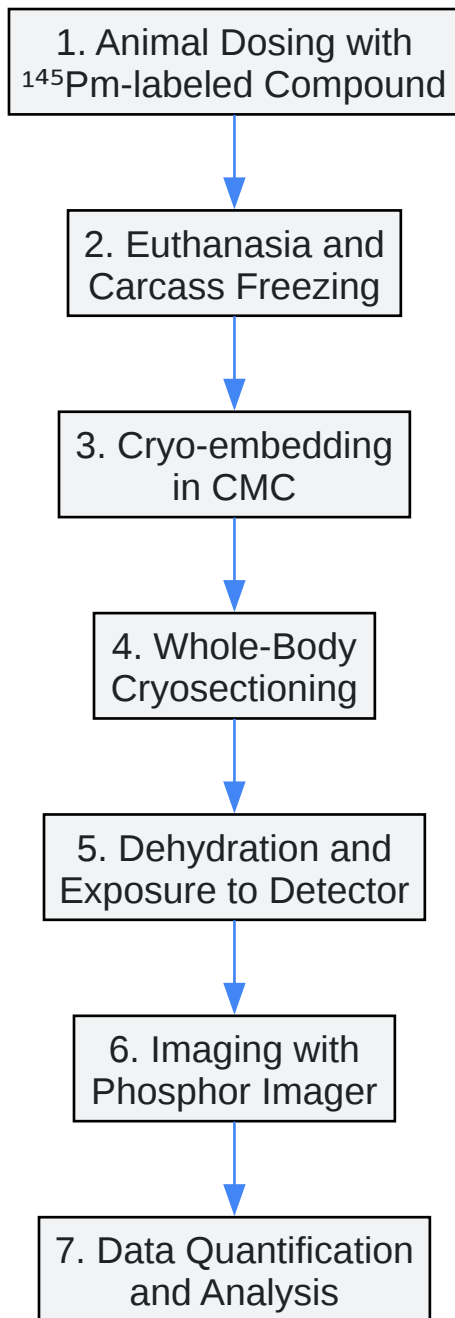 1. Animal Dosing with
¹⁴⁵Pm-labeled Compound
2. Euthanasia and
Carcass Freezing
3. Cryo-embedding
in CMC
4. Whole-Body
Cryosectioning
5. Dehydration and
Exposure to Detector
6. Imaging with
Phosphor Imager
7. Data Quantification
and Analysis